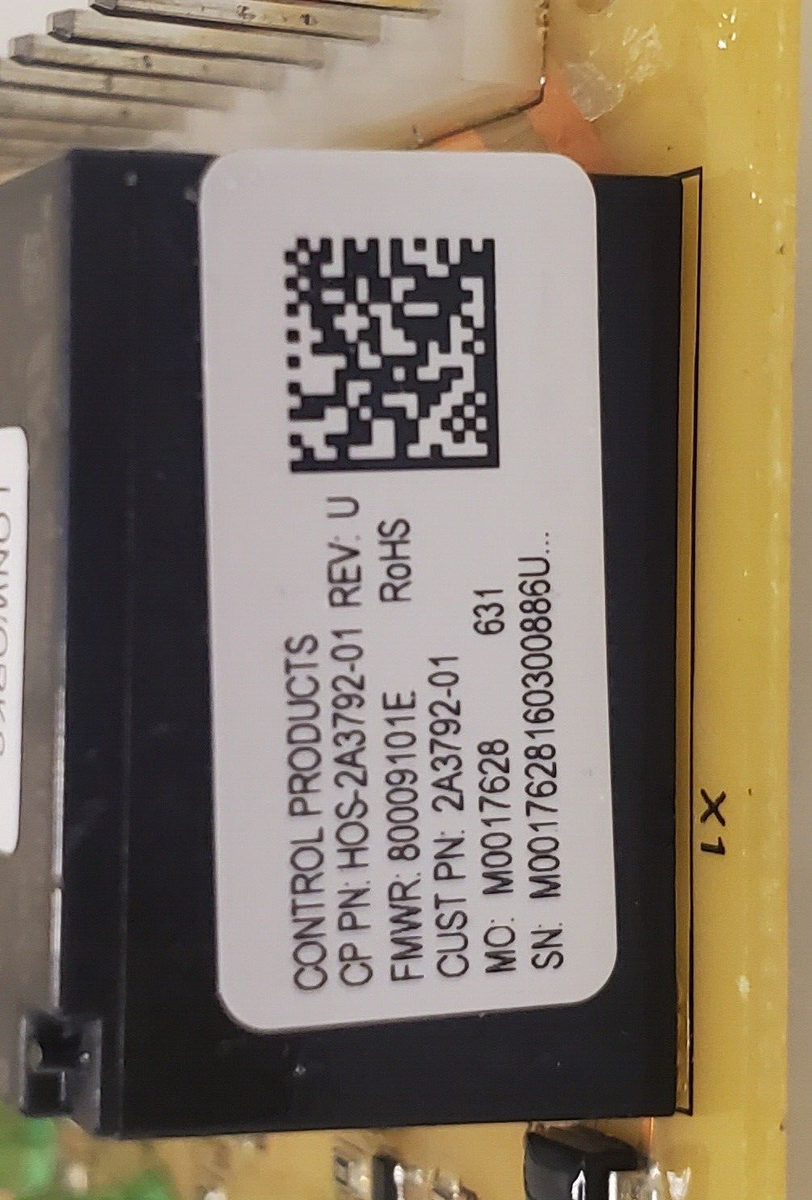 CONTROL PRODUCTS
CP PN: HOS-2A3792-01 REV: U
FMWR: 80009101E RoHS
CUST PN: 2A3792-01
MO: M0017628 631
SN: M0017628160300886U...
X1